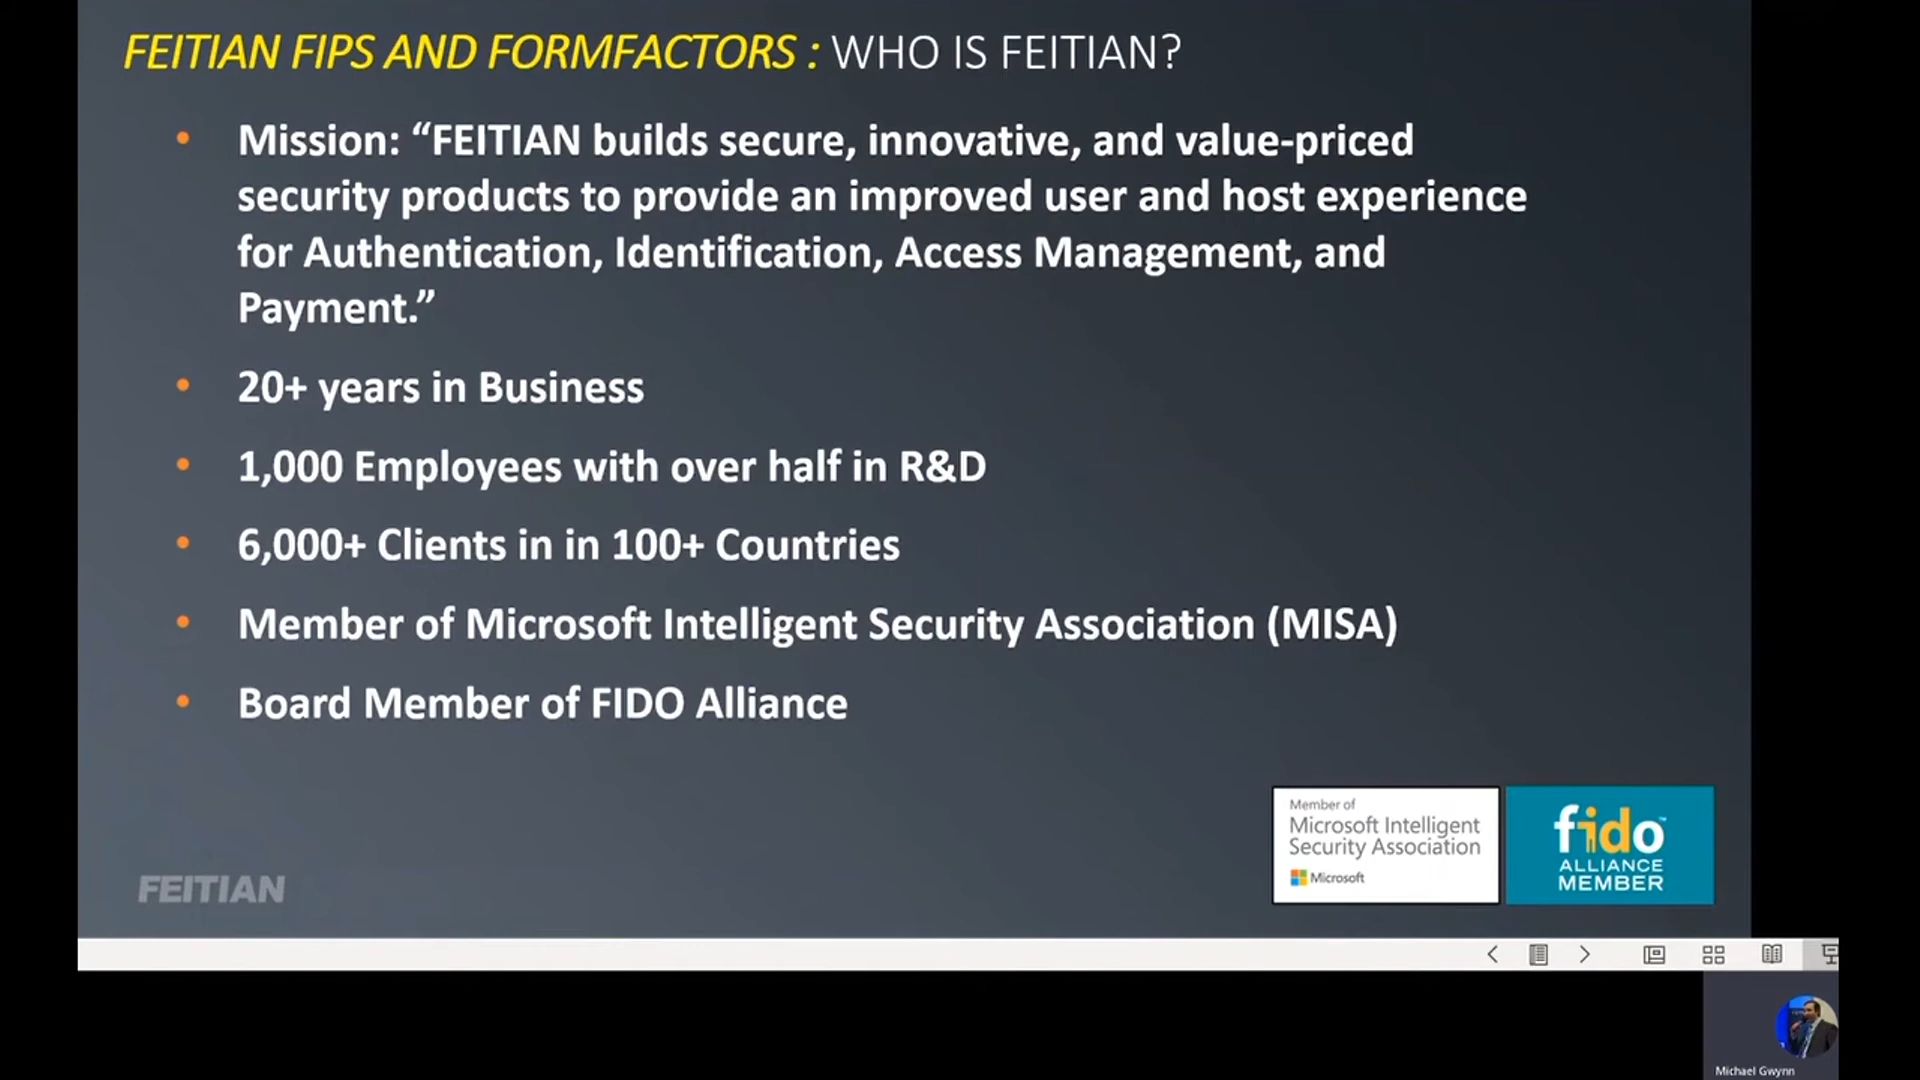 FEITIAN FIPS AND FORMFACTORS : WHO IS FEITIAN?
• Mission: “FEITIAN builds secure, innovative, and value-priced
security products to provide an improved user and host experience
for Authentication, Identification, Access Management, and
Payment.”
• 20+ years in Business
• 1,000 Employees with over half in R&D
• 6,000+ Clients in in 100+ Countries
• Member of Microsoft Intelligent Security Association (MISA)
• Board Member of FIDO Alliance
Member of
Microsoft Intelligent
Security Association
Microsoft
fido™
ALLIANCE
MEMBER
FEITIAN
Michael Gwynn